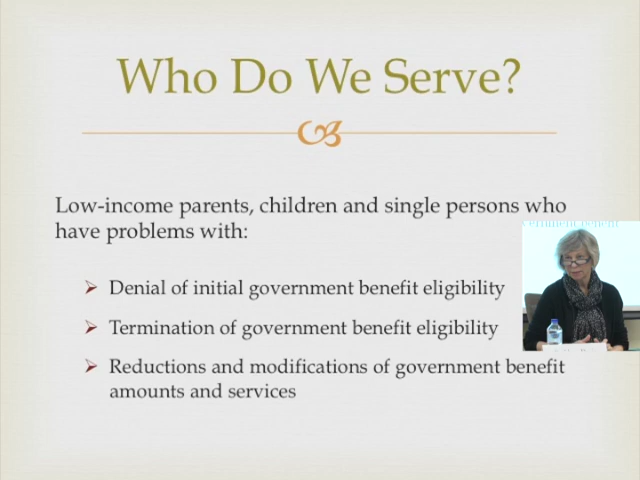 Who Do We Serve?
Low-income parents, children and single persons who
have problems with:
Denial of initial government benefit eligibility
Termination of government benefit eligibility
Reductions and modifications of government benefit
amounts and services